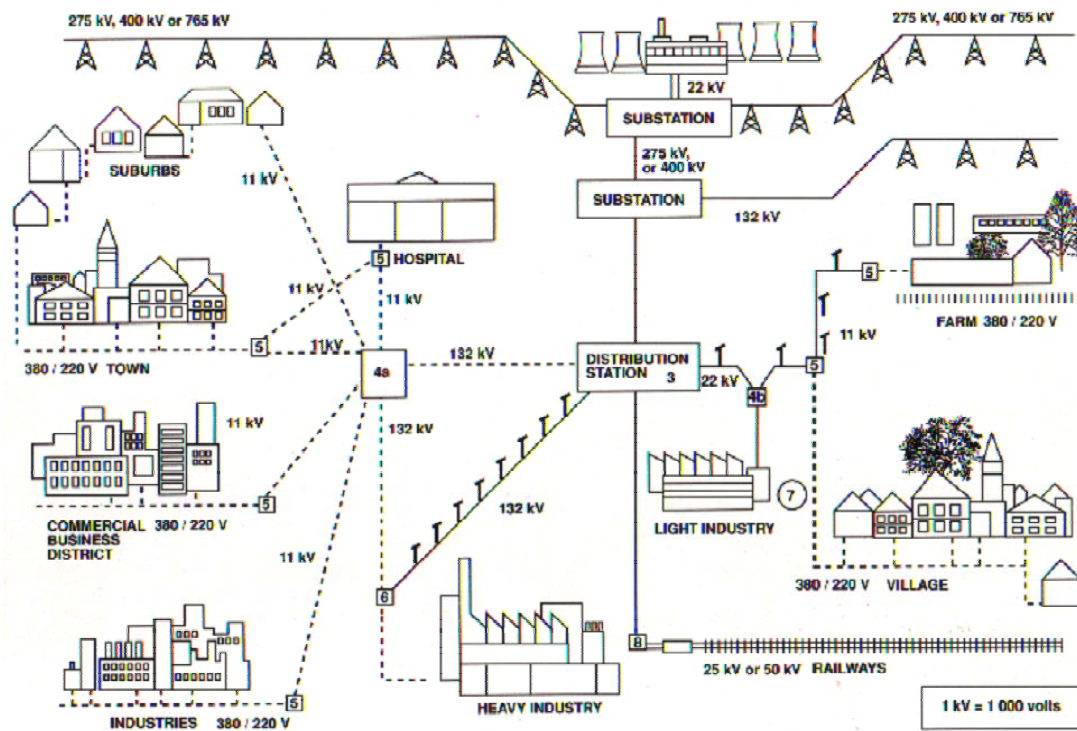 275 kV, 400 kV or 765 kV
275 kV, 400 kV or 765 kV
22 kV
SUBSTATION
275 kV,
or 400 kV
SUBSTATION
132 kV
SUBURBS
11 kV
5
HOSPITAL
11 kV
11 kV
5
FARM 380 / 220 V
11 kV
5
11kV
380 / 220 V TOWN
4a
132 kV
DISTRIBUTION
STATION 3
22 kV
4b
5
11 kV
132 kV
132 kV
5
COMMERCIAL 380 / 220 V
BUSINESS
DISTRICT
LIGHT INDUSTRY
7
380 / 220 V VILLAGE
11 kV
6
8
25 kV or 50 kV RAILWAYS
5
INDUSTRIES 380 / 220 V
HEAVY INDUSTRY
1 kV = 1 000 volts